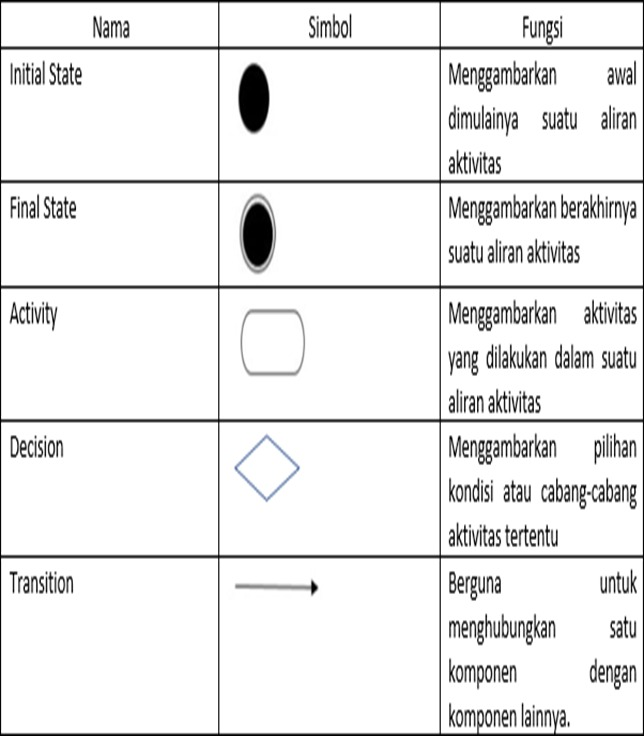 Nama Simbol Fungsi
Initial State
Menggambarkan awal
dimulainya suatu aliran
aktivitas
Final State
Menggambarkan berakhirnya
suatu aliran aktivitas
Activity
Menggambarkan aktivitas
yang dilakukan dalam suatu
aliran aktivitas
Decision
Menggambarkan pilihan
kondisi atau cabang-cabang
aktivitas tertentu
Transition
Berguna untuk
menghubungkan satu
komponen dengan
komponen lainnya.